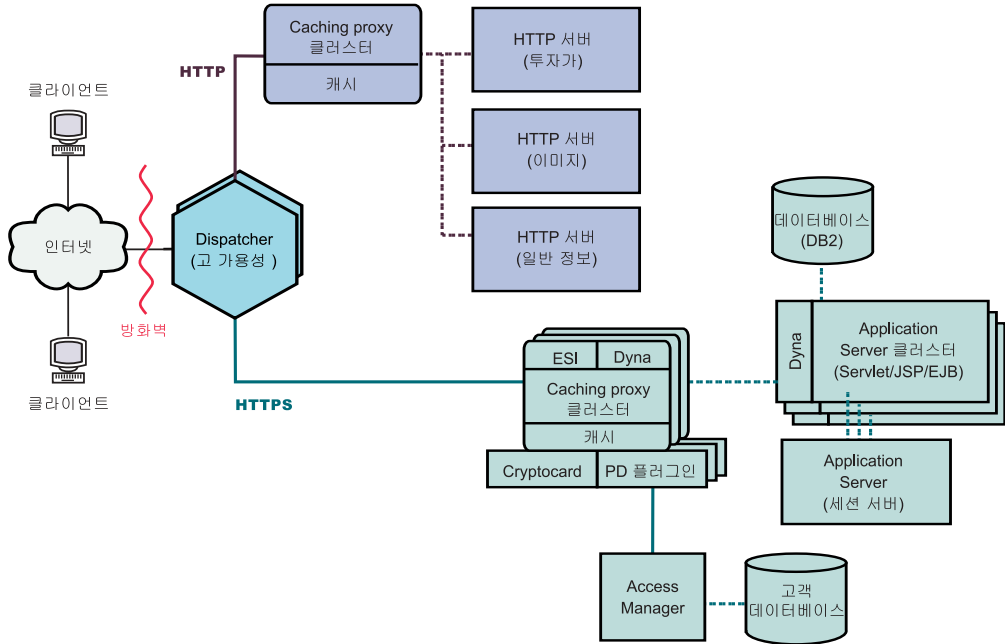 Caching proxy
클러스터
캐시
HTTP
HTTP 서버
(투자가)
HTTP 서버
(이미지)
HTTP 서버
(일반 정보)
클라이언트
인터넷
방화벽
클라이언트
Dispatcher
(고 가용성 )
HTTPS
ESI
Dyna
Caching proxy
클러스터
캐시
Cryptocard
PD 플러그인
데이터베이스
(DB2)
Dyna
Application
Server 클러스터
(Servlet/JSP/EJB)
Application
Server
(세션 서버)
Access
Manager
고객
데이터베이스